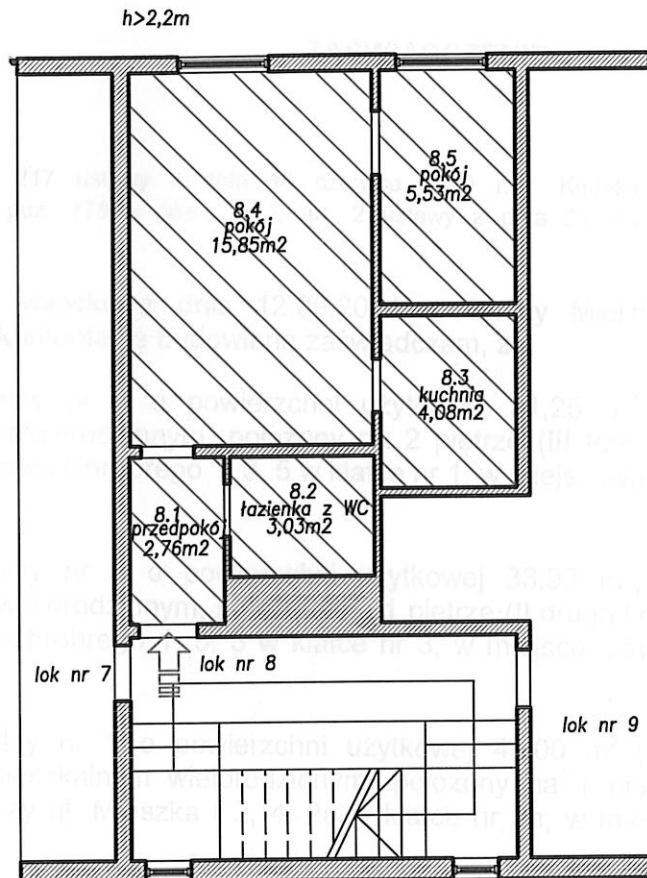 h>2,2m
8.5
pokój
5,53m2
8.4
pokój
15,85m2
8.3
kuchnia
4,08m2
8.2
łazienka z WC
3,03m2
8.1
przedpokój
2,76m2
lok nr 7
lok nr 8
lok nr 9